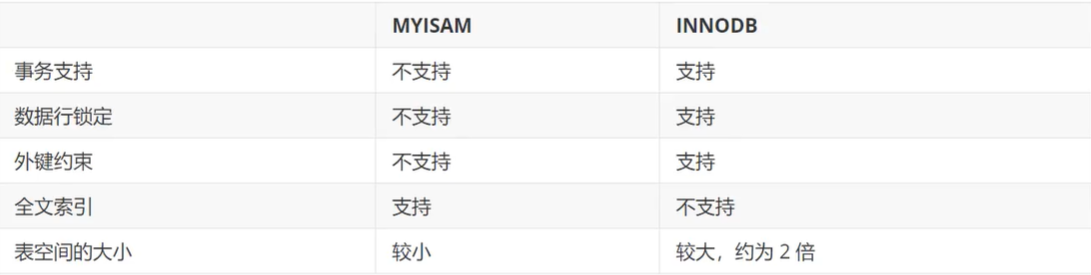 MYISAM INNODB
事务支持 不支持 支持
数据行锁定 不支持 支持
外键约束 不支持 支持
全文索引 支持 不支持
表空间的大小 较小 较大，约为 2 倍